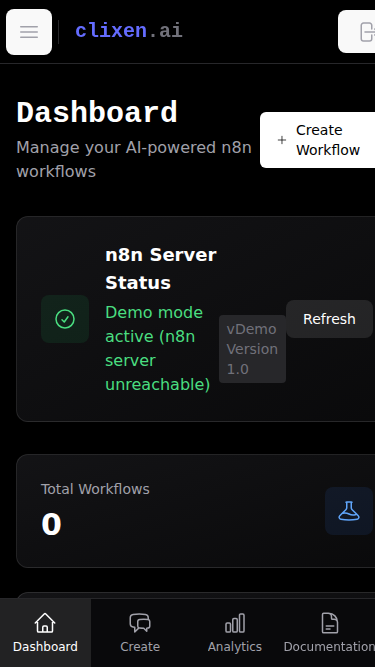 clixen.ai
Dashboard
Manage your AI-powered n8n
workflows
Create
Workflow
n8n Server
Status
Demo mode
active (n8n
server
unreachable)
vDemo
Version
1.0
Refresh
Total Workflows
0
Dashboard
Create
Analytics
Documentation